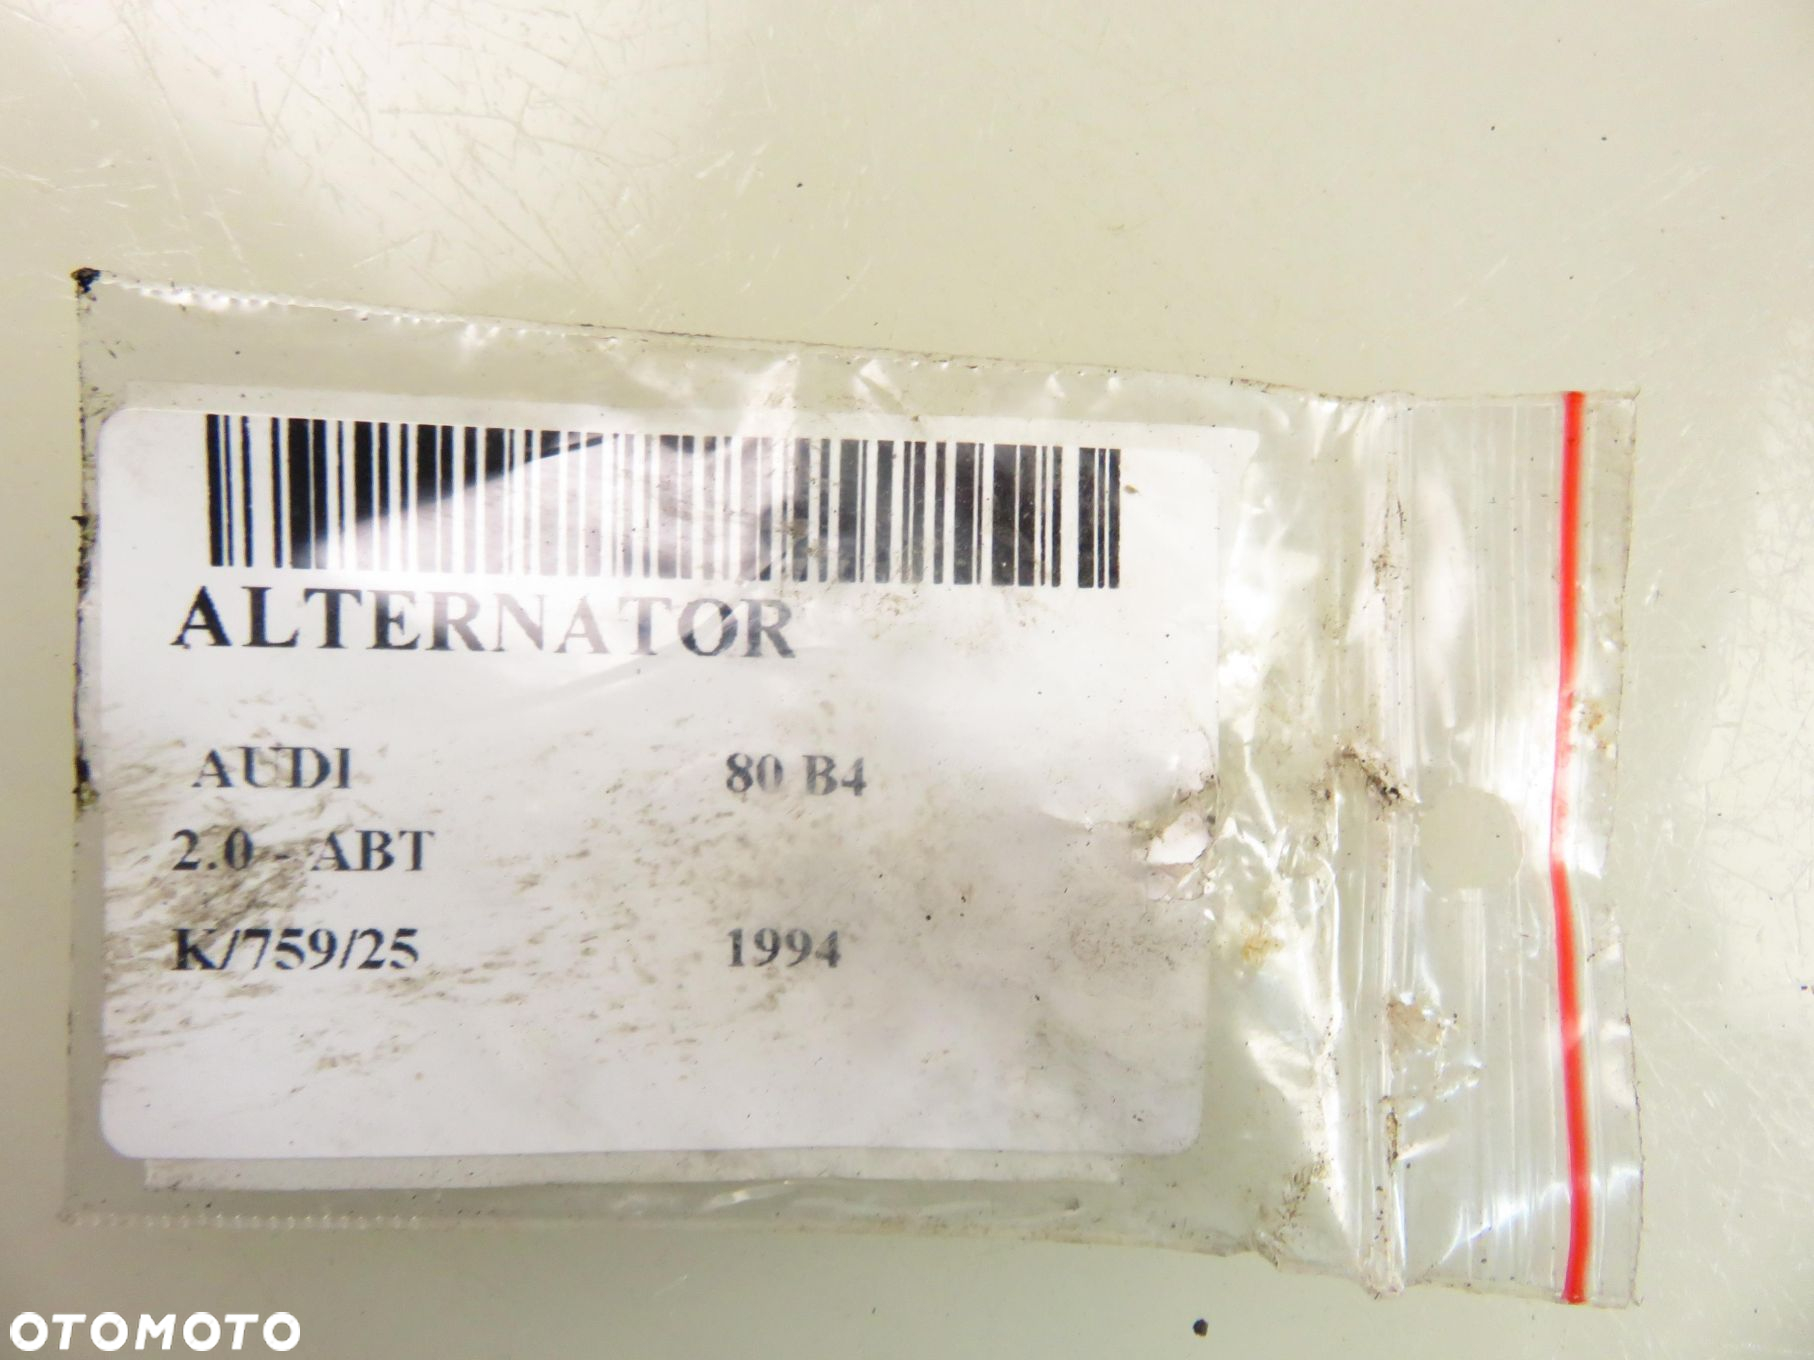 ALTERNATOR
AUDI 80 B4
2.0 - ABT
K/759/25 1994
OTOMOTO